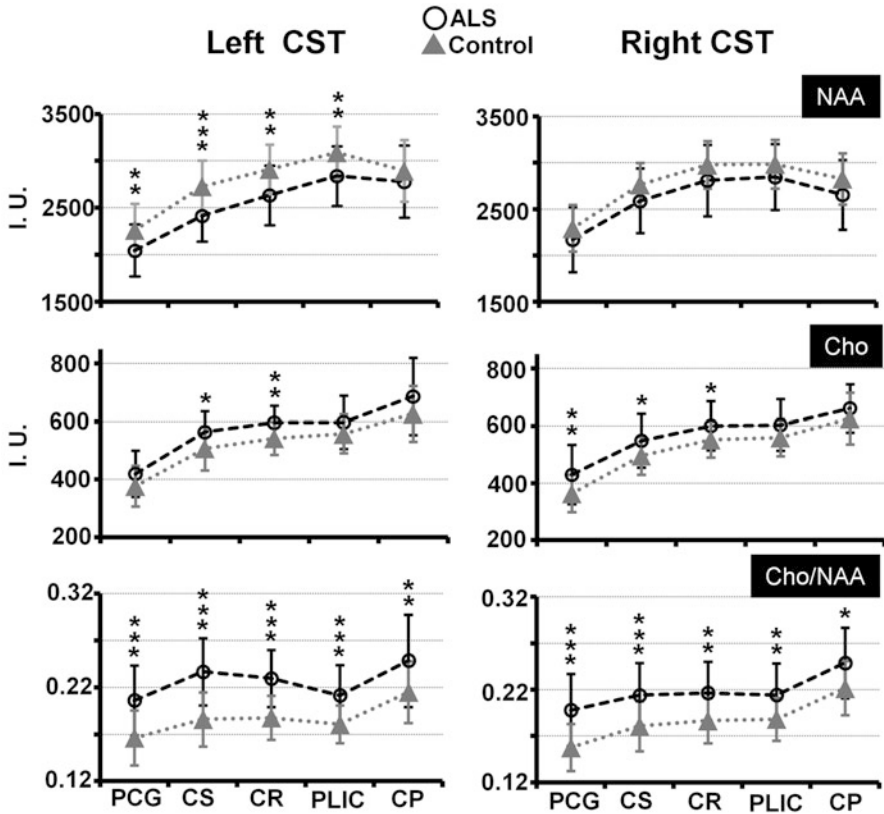 ALS
Left CST
Control
Right CST
NAA
3500
2500
1500
I. U.
** *** ** **
3500
2500
1500
Cho
800
600
400
200
I. U.
* **
800
600
400
200
** * *
Cho/NAA
0.32
0.22
0.12
*** *** *** *** **
PCG CS CR PLIC CP
0.32
0.22
0.12
*** *** ** ** *
PCG CS CR PLIC CP